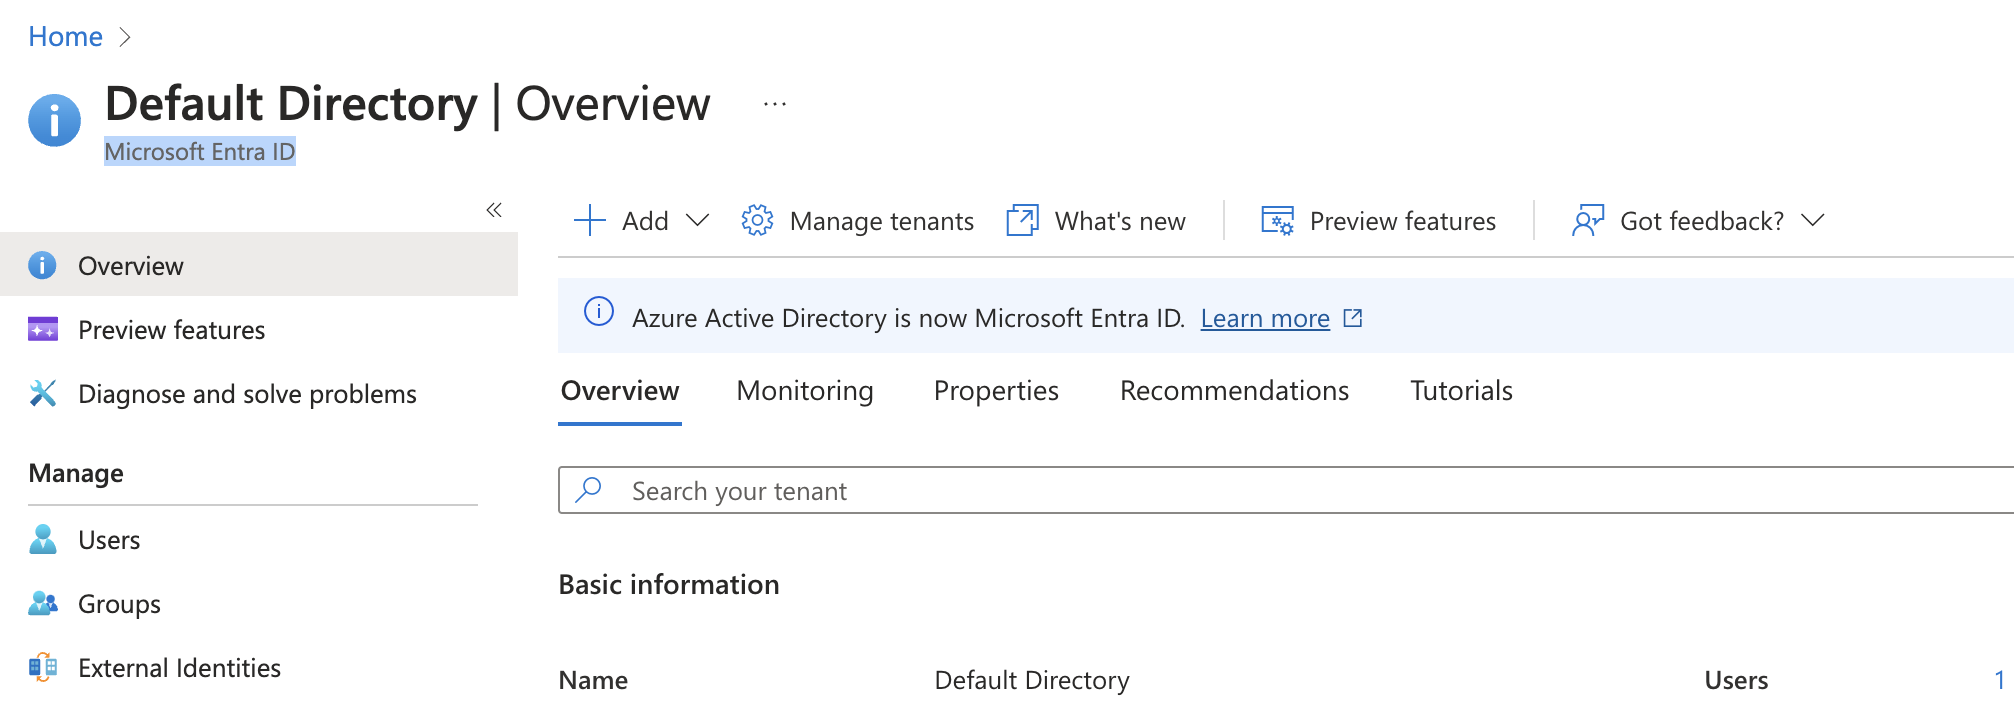 Home
Default Directory | Overview ...
Microsoft Entra ID
Overview
Preview features
Diagnose and solve problems
Manage
Users
Groups
External Identities
Add Manage tenants What's new Preview features Got feedback?
Azure Active Directory is now Microsoft Entra ID. Learn more
Overview Monitoring Properties Recommendations Tutorials
Search your tenant
Basic information
Name Default Directory Users 1